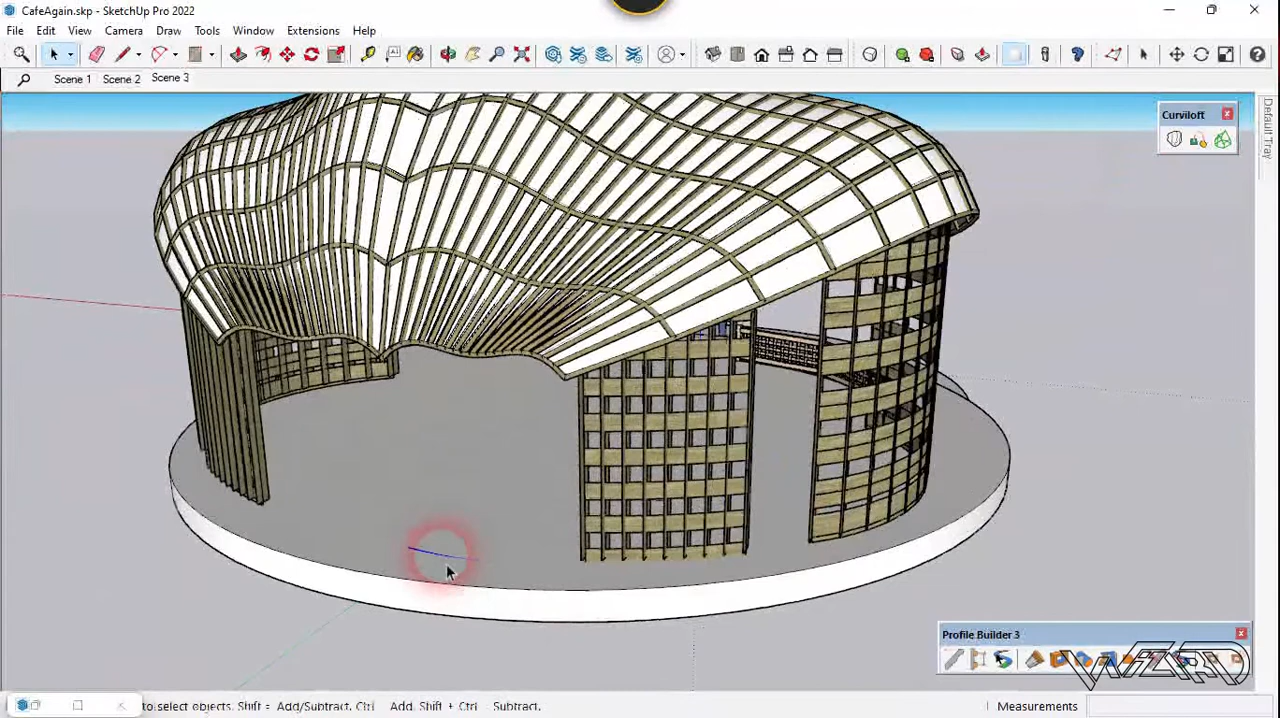 CafeAgain.skp - SketchUp Pro 2022
File Edit View Camera Draw Tools Window Extensions Help
Scene 1 Scene 2 Scene 3
Default Tray
Curviloft
Profile Builder 3
WIZARD
to select objects. Shift = Add/Subtract. Ctrl Add. Shift + Ctrl Subtract.
Measurements